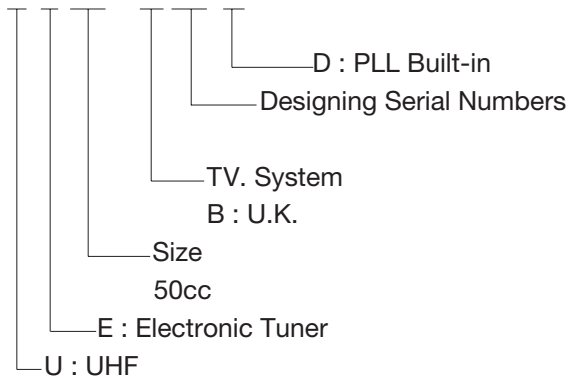 D : PLL Built-in
Designing Serial Numbers
TV. System
B : U.K.
Size
50cc
E : Electronic Tuner
U : UHF